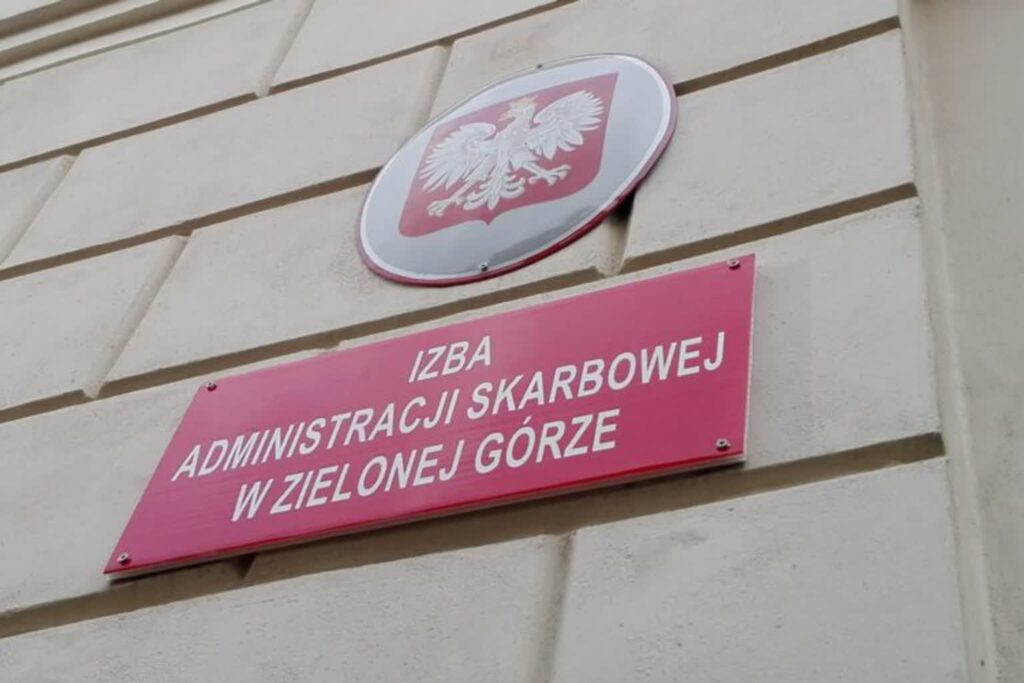 IZBA
ADMINISTRACJI SKARBOWEJ
W ZIELONEJ GÓRZE